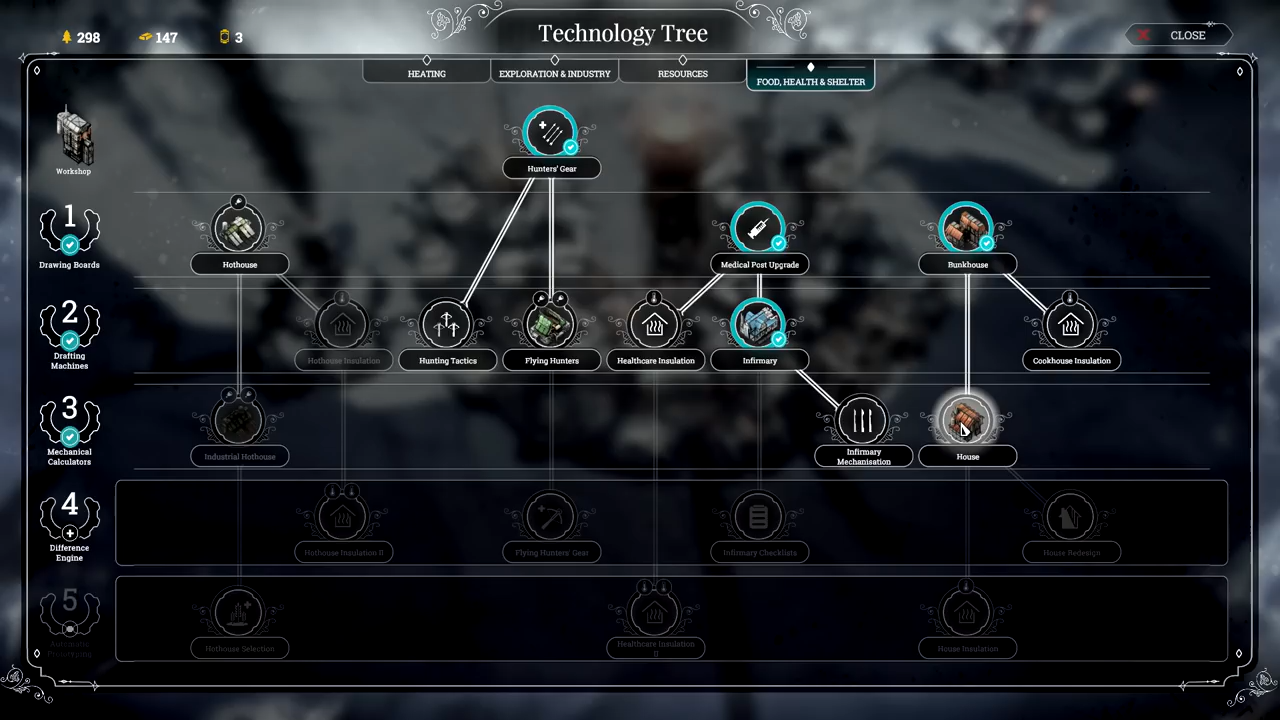 298
147
3
Technology Tree
CLOSE
HEATING
EXPLORATION & INDUSTRY
RESOURCES
FOOD, HEALTH & SHELTER
Workshop
Hunters' Gear
1
Drawing Boards
Hothouse
Medical Post Upgrade
Bunkhouse
2
Drafting
Machines
Hothouse Insulation
Hunting Tactics
Flying Hunters
Healthcare Insulation
Infirmary
Cookhouse Insulation
3
Mechanical
Calculators
Industrial Hothouse
Infirmary
Mechanisation
House
4
Difference
Engine
Hothouse Insulation II
Flying Hunters' Gear
Infirmary Checklists
House Redesign
5
Automatic
Prototyping
Hothouse Selection
Healthcare Insulation
II
House Insulation